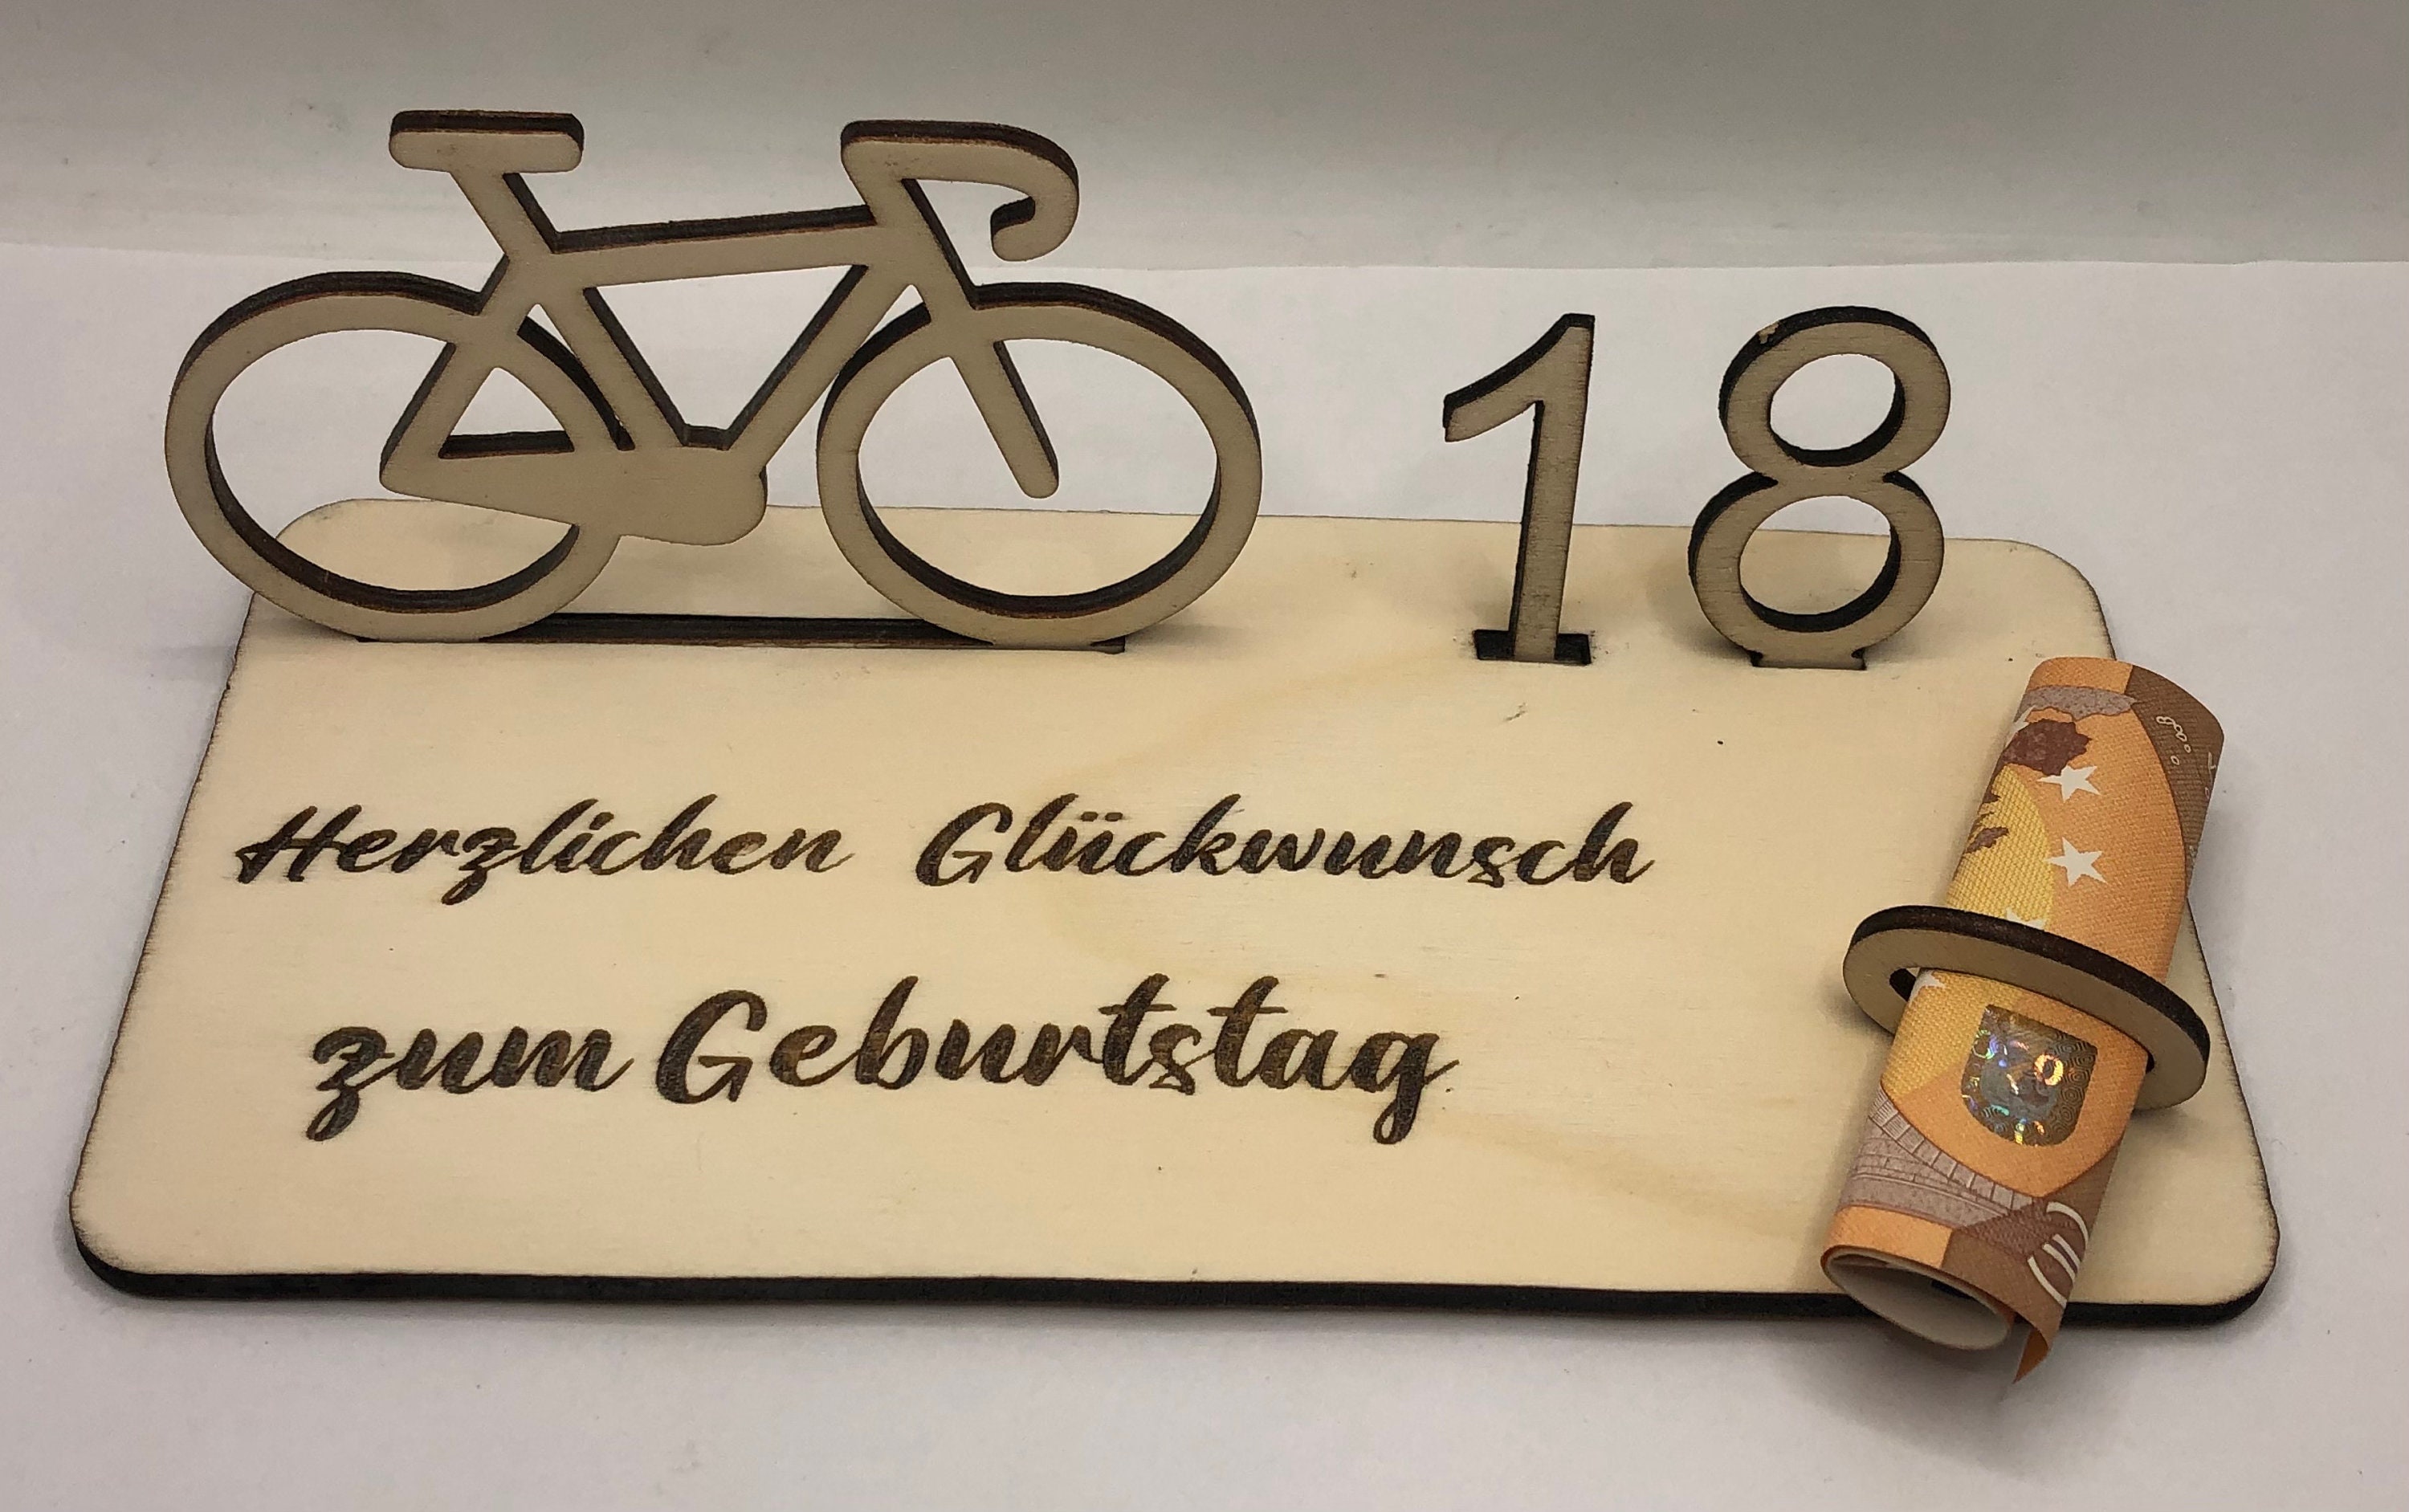 18
Herzlichen Glückwunsch
zum Geburtstag